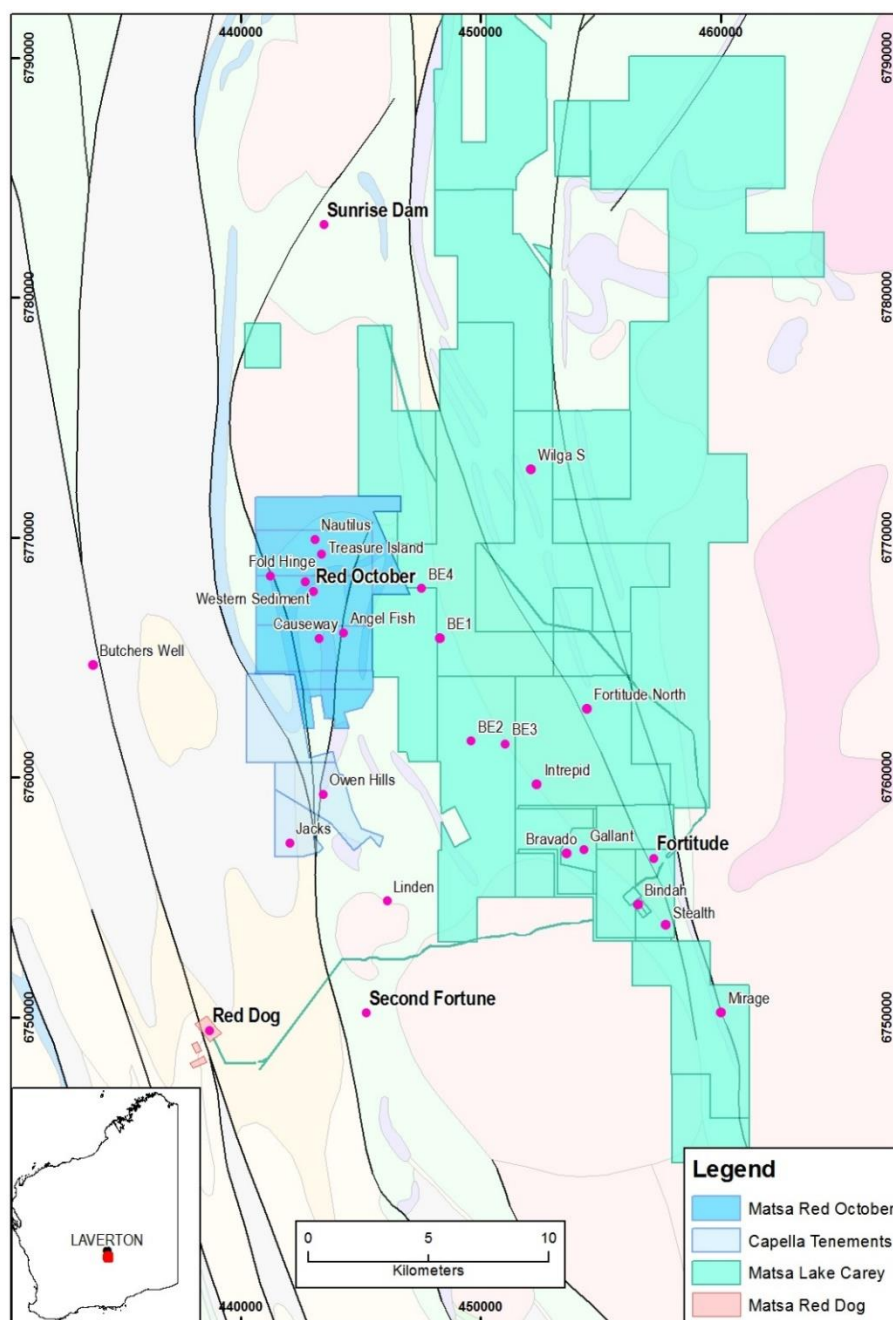 440000
450000
460000
6790000
6790000
Sunrise Dam
6780000
6780000
Wilga S
6770000
6770000
Nautilus
Treasure Island
Fold Hinge
Red October
BE4
Western Sediment
Causeway
Angel Fish
BE1
Butchers Well
Fortitude North
BE2
BE3
6760000
6760000
Intrepid
Owen Hills
Jacks
Bravado
Gallant
Fortitude
Linden
Bindah
Stealth
6750000
6750000
Red Dog
Second Fortune
Mirage
LAVERTON
0
5
10
Kilometers
440000
450000
Legend
Matsa Red October
Capella Tenements
Matsa Lake Carey
Matsa Red Dog